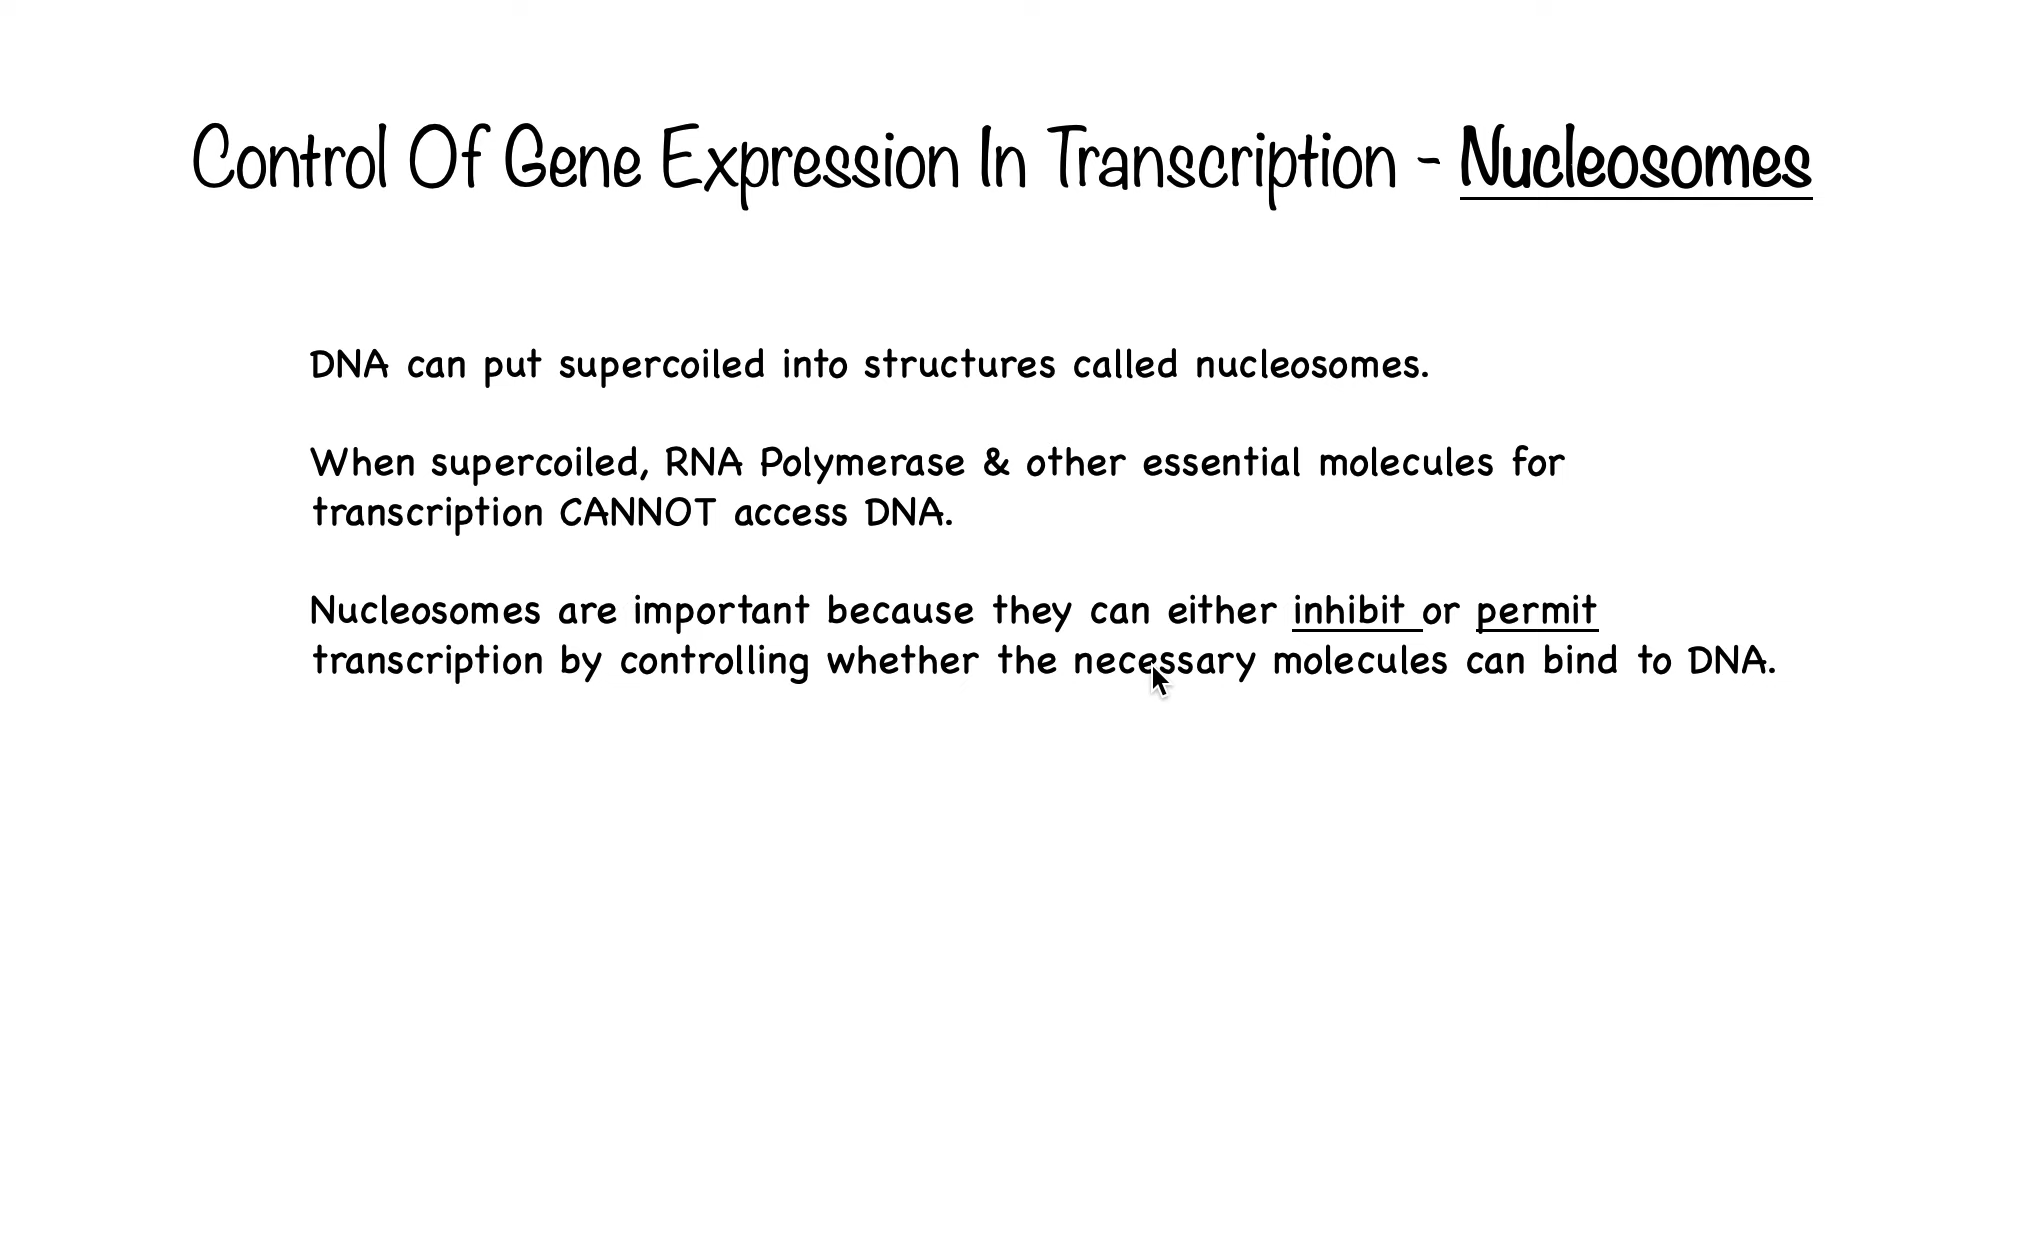 Control Of Gene Expression In Transcription - Nucleosomes
DNA can put supercoiled into structures called nucleosomes.
When supercoiled, RNA Polymerase & other essential molecules for
transcription CANNOT access DNA.
Nucleosomes are important because they can either inhibit or permit
transcription by controlling whether the necessary molecules can bind to DNA.